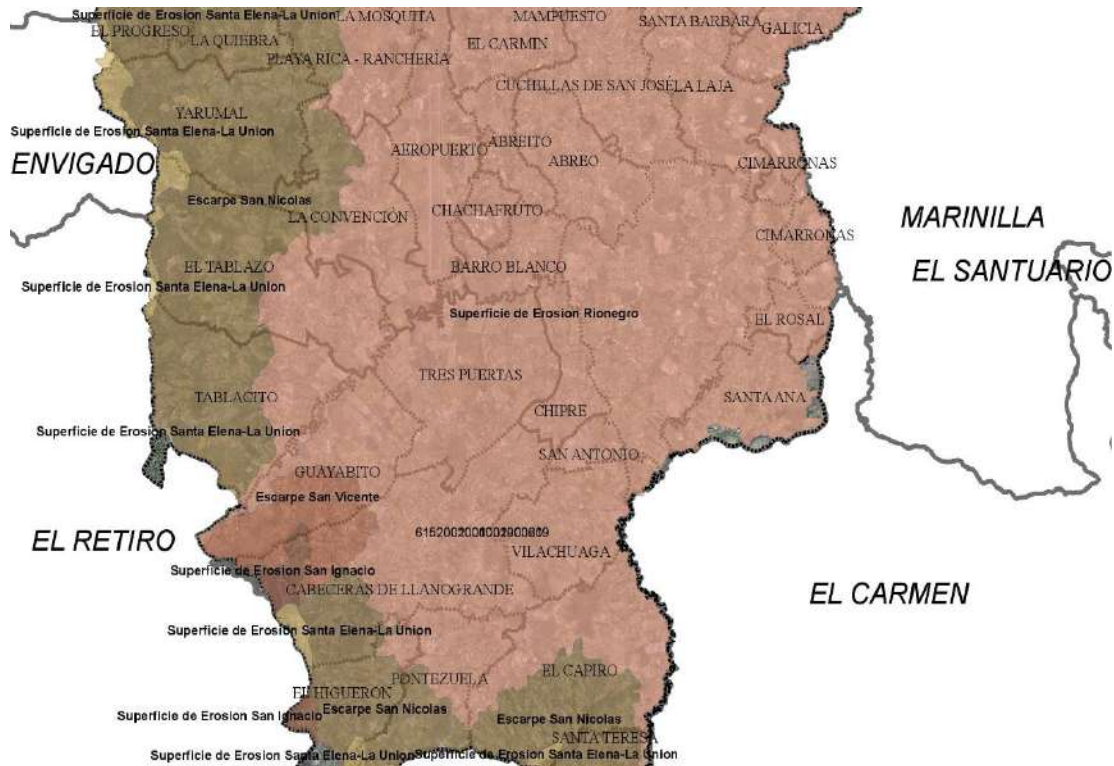 Superficie de Erosion Santa Elena-La Union
LA MOSQUITA
MAMPUESTO
SANTA BARBARA
GALICIA
EL PROGRESO
LA QUIEBRA
EL CARMIN
PLAYA RICA - RANCHERÍA
CUCHILLAS DE SAN JOSÉ
LA LAJA
YARUMAL
Superficie de Erosion Santa Elena-La Union
ENVIGADO
AEROPUERTO
ABREITO
ABREO
CIMARRONAS
Escarpe San Nicolas
LA CONVENCIÓN
CHACHAFRUTO
MARINILLA
CIMARRONAS
EL TABLAZO
BARRO BLANCO
EL SANTUARIO
Superficie de Erosion Santa Elena-La Union
Superficie de Erosion Rionegro
EL ROSAL
TRES PUERTAS
TABLACITO
SANTA ANA
CHIPRE
Superficie de Erosion Santa Elena-La Union
SAN ANTONIO
GUAYABITO
Escarpe San Vicente
EL RETIRO
VILACHUAGA
Superficie de Erosion San Ignacio
CABECERAS DE LLANOGRANDE
EL CARMEN
Superficie de Erosion Santa Elena-La Union
EL CAPIRO
PONTEZUELA
EL HIGUERON
Escarpe San Nicolas
Superficie de Erosion San Ignacio
Escarpe San Nicolas
SANTA TERESA
Superficie de Erosion Santa Elena-La Union
Superficie de Erosion Santa Elena-La Union